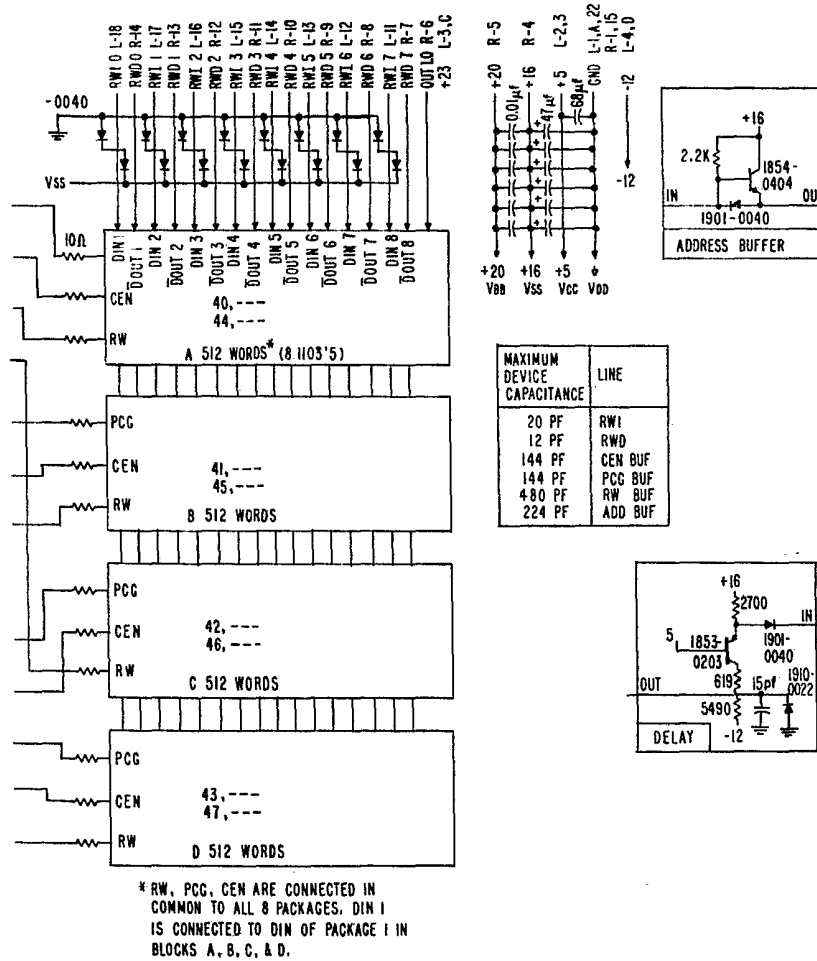 RWI 0 L-18
RWD 0 R-14
RWI 1 L-17
RWD 1 R-13
RWI 2 L-16
RWD 2 R-12
RWI 3 L-15
RWD 3 R-11
RWI 4 L-14
RWD 4 R-10
RWI 5 L-13
RWD 5 R-9
RWI 6 L-12
RWD 6 R-8
RWI 7 L-11
RWD 7 R-7
OUTLO R-6
+23 L-3,C
-0040
VSS
10Ω
DIN 1
DOUT 1
DIN 2
DOUT 2
DIN 3
DOUT 3
DIN 4
DOUT 4
DIN 5
DOUT 5
DIN 6
DOUT 6
DIN 7
DOUT 7
DIN 8
DOUT 8
CEN
40,---
44,---
RW
A 512 WORDS* (8 1103'S)
PCG
CEN
41,---
45,---
RW
B 512 WORDS
PCG
CEN
42,---
46,---
RW
C 512 WORDS
PCG
CEN
43,---
47,---
RW
D 512 WORDS
* RW, PCG, CEN ARE CONNECTED IN
COMMON TO ALL 8 PACKAGES. DIN 1
IS CONNECTED TO DIN OF PACKAGE 1 IN
BLOCKS A, B, C, & D.
+20 R-5
+16 R-4
+5 L-2,3
GND L-1,A,22
R-1,15
L-4,D
-12
0.01µf
47µf
68µf
-12
+20
VBB
+16
VSS
+5
VCC
VDD
+16
2.2K
1854-
0404
IN
OU
1901-0040
ADDRESS BUFFER
MAXIMUM
DEVICE
CAPACITANCE
LINE
20 PF RWI
12 PF RWD
144 PF CEN BUF
144 PF PCG BUF
480 PF RW BUF
224 PF ADD BUF
+16
2700
IN
5
1853-
0203
1901-
0040
619
1910-
0022
OUT
15pf
5490
-12
DELAY